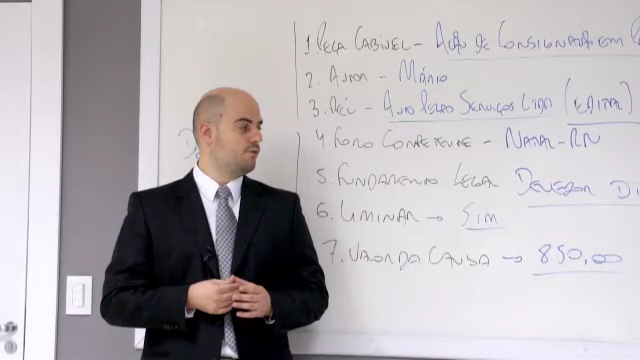 1. PEÇA CABÍVEL - AÇÃO DE CONSIGNAÇÃO EM
2. AUTOR - MÁRIO
3. RÉU - AUTO PEÇAS SERVIÇOS LTDA (EDITAL)
4. FORO COMPETENTE - NATAL-RN
5. FUNDAMENTO LEGAL DEVEDOR
6. LIMINAR → SIM
7. VALOR DA CAUSA → 850,00